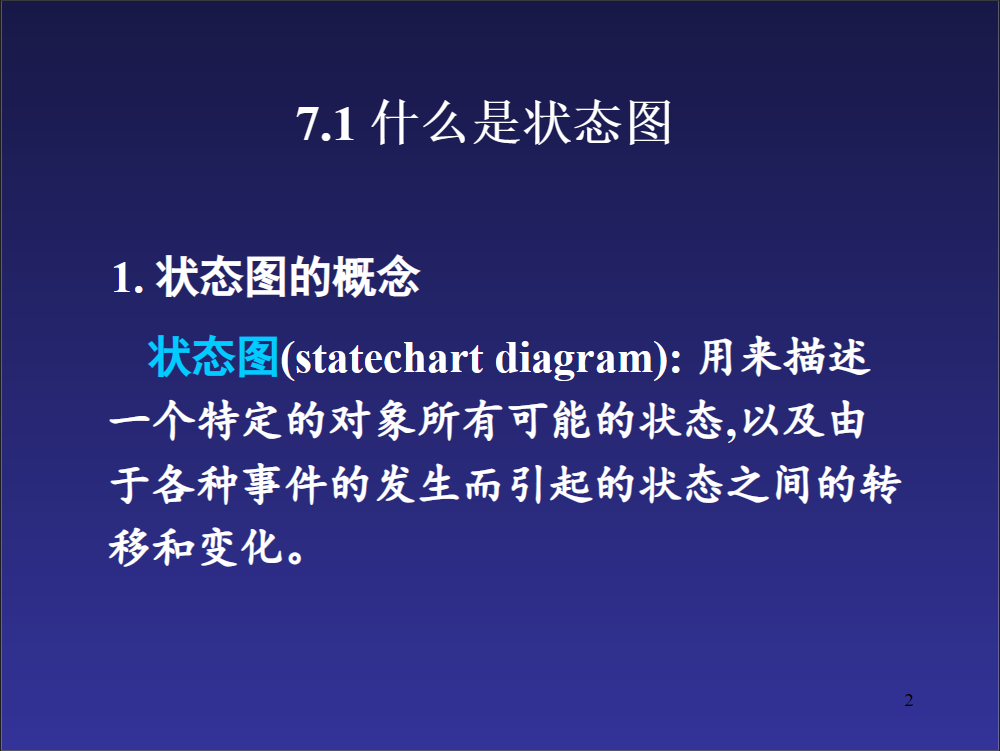 7.1 什么是状态图
1. 状态图的概念
状态图(statechart diagram): 用来描述
一个特定的对象所有可能的状态,以及由
于各种事件的发生而引起的状态之间的转
移和变化。
2